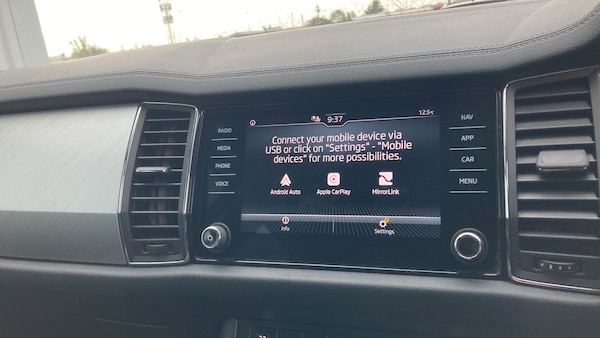 9:37
12.5°C
RADIO
MEDIA
PHONE
VOICE
Connect your mobile device via
USB or click on "Settings" - "Mobile
devices" for more possibilities.
Android Auto
Apple CarPlay
MirrorLink
Info
Settings
NAV
APP
CAR
MENU